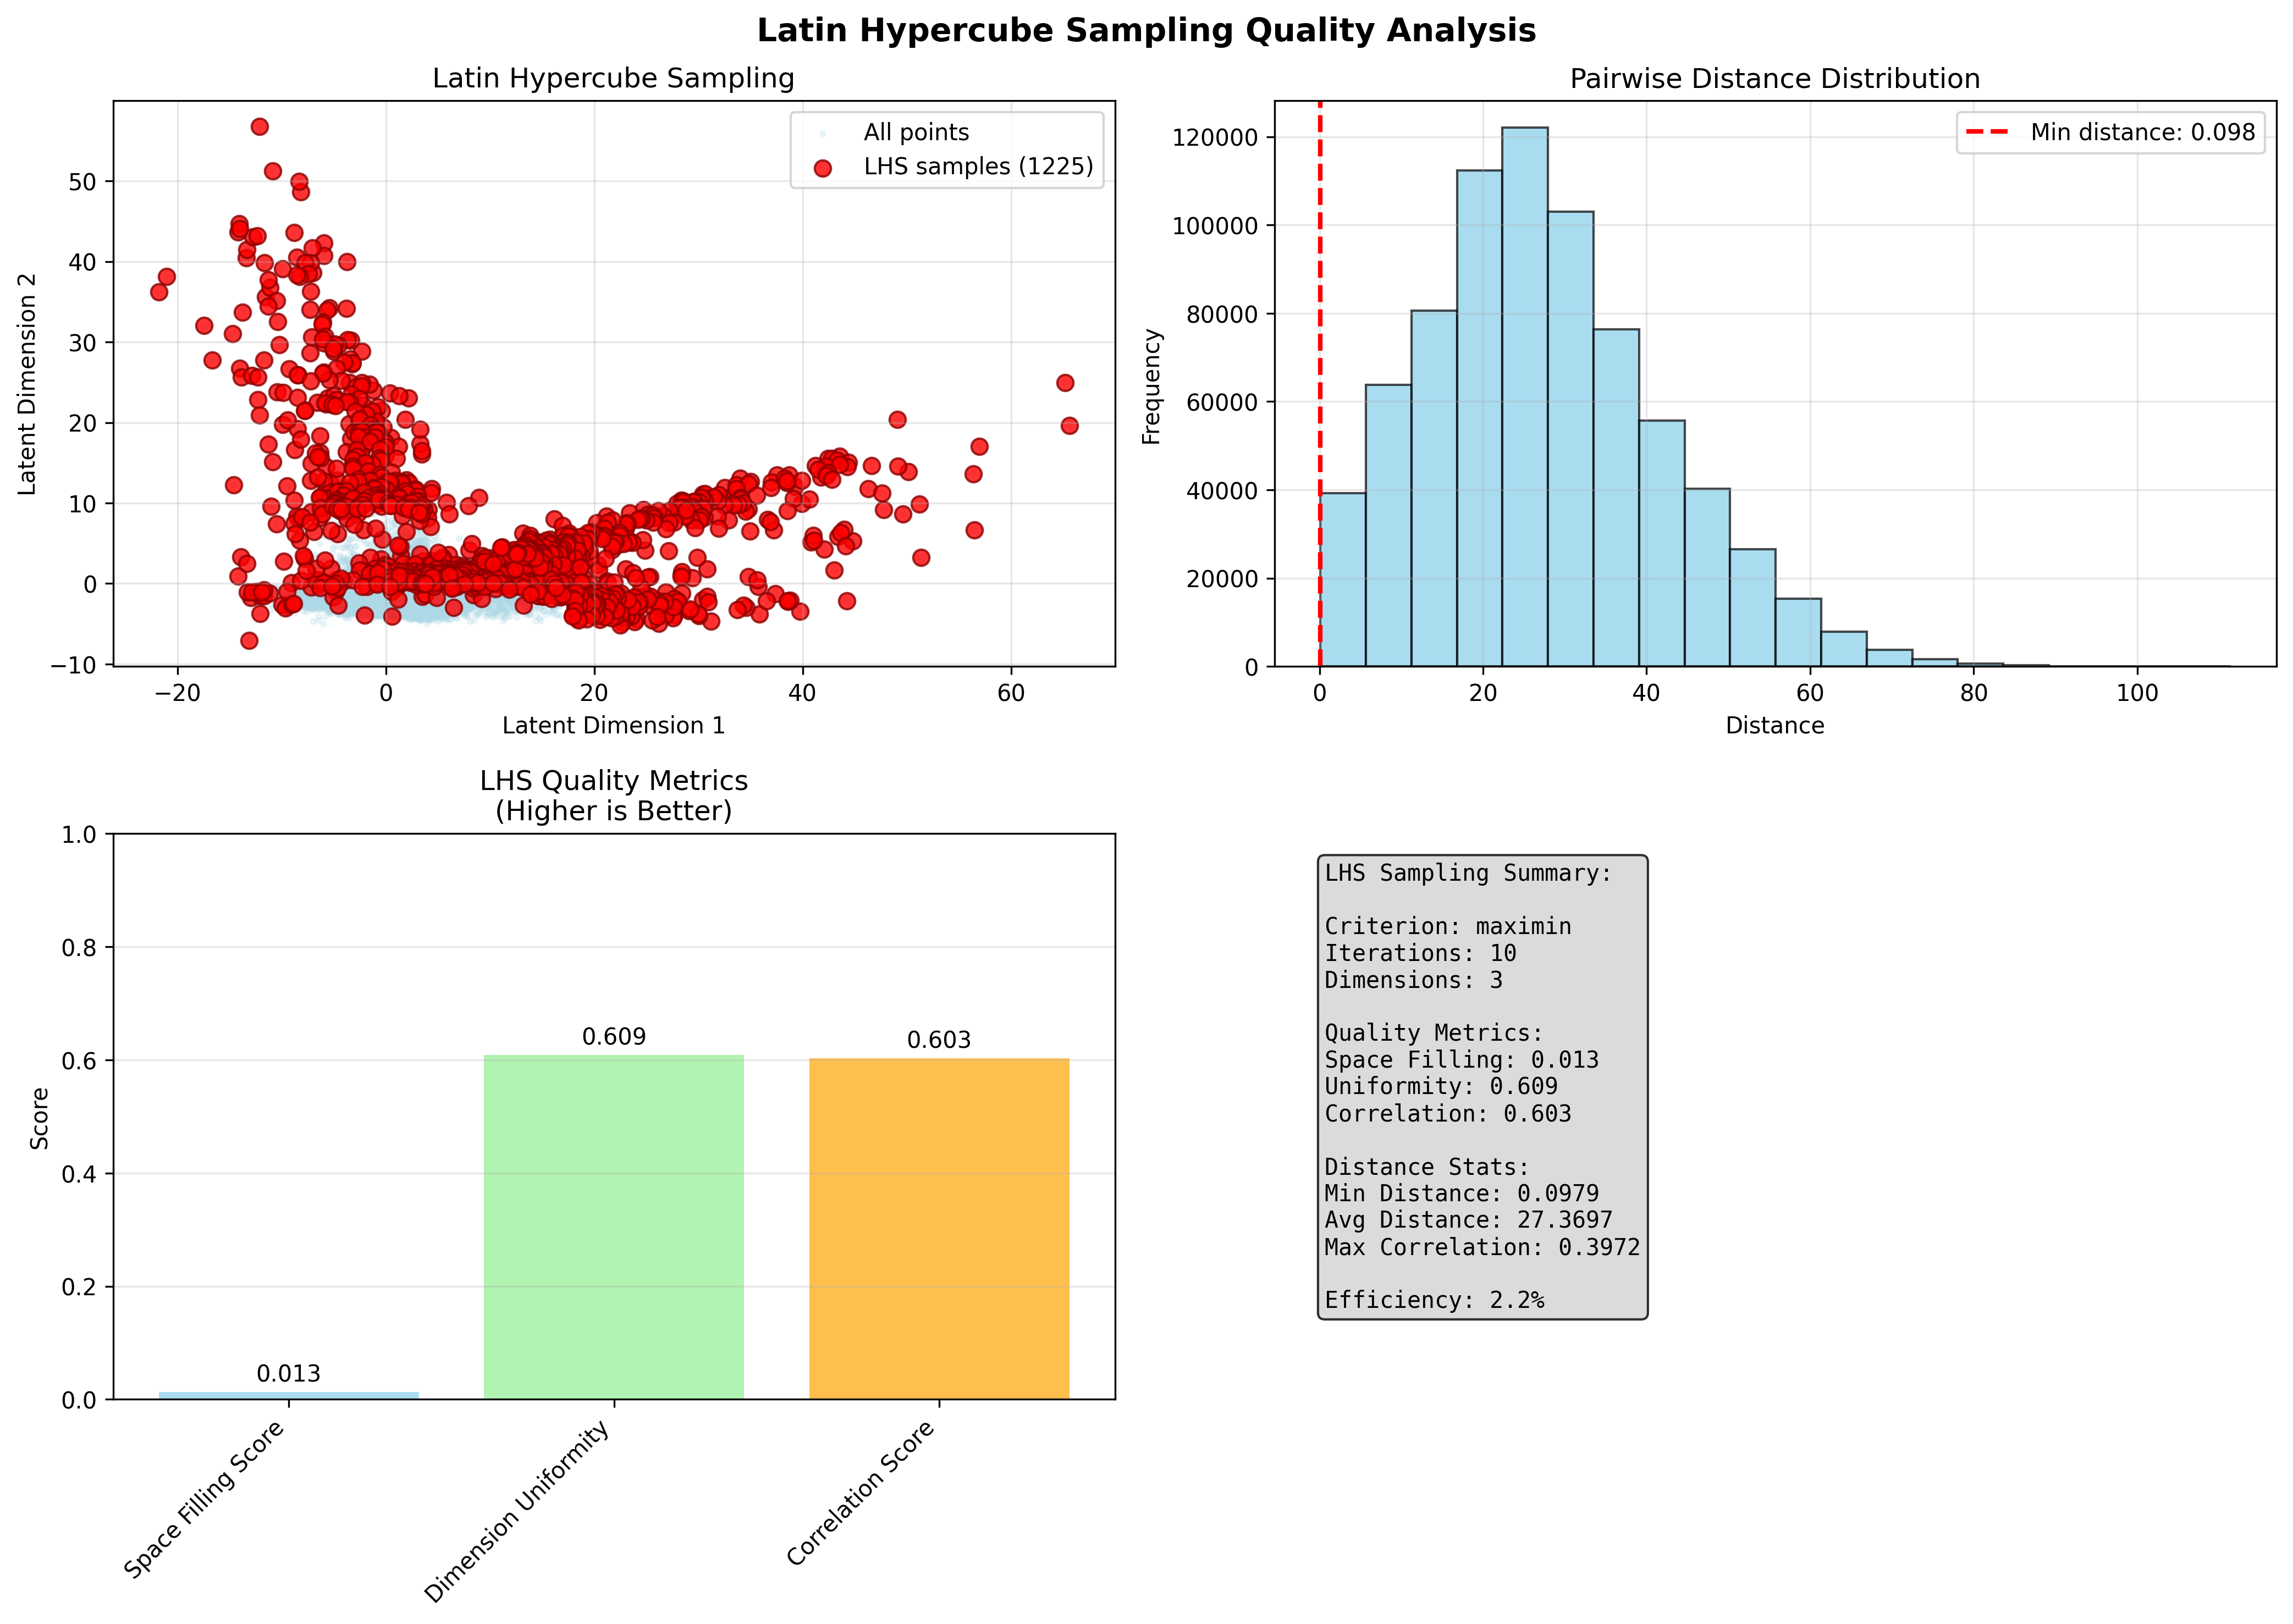 Latin Hypercube Sampling Quality Analysis
Latin Hypercube Sampling
All points
LHS samples (1225)
50
40
30
20
10
0
−10
−20
0
20
40
60
Latent Dimension 2
Latent Dimension 1
Pairwise Distance Distribution
Min distance: 0.098
120000
100000
80000
60000
40000
20000
0
0
20
40
60
80
100
Frequency
Distance
LHS Quality Metrics
(Higher is Better)
1.0
0.8
0.6
0.4
0.2
0.0
Score
0.013
0.609
0.603
Space Filling Score
Dimension Uniformity
Correlation Score
LHS Sampling Summary:
Criterion: maximin
Iterations: 10
Dimensions: 3
Quality Metrics:
Space Filling: 0.013
Uniformity: 0.609
Correlation: 0.603
Distance Stats:
Min Distance: 0.0979
Avg Distance: 27.3697
Max Correlation: 0.3972
Efficiency: 2.2%